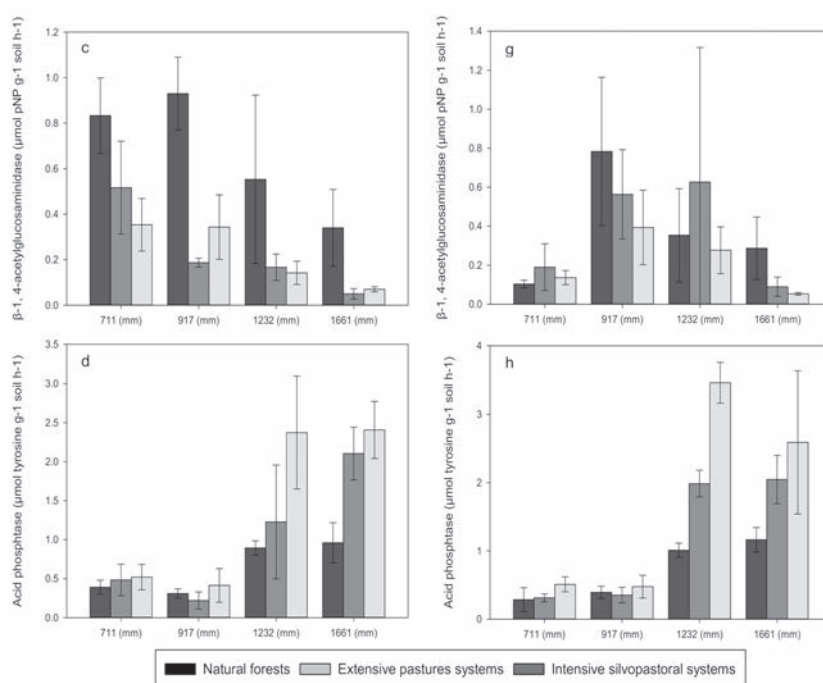 c
β-1, 4-acetylglucosaminidase (µmol pNP g-1 soil h-1)
1.2
1.0
0.8
0.6
0.4
0.2
0.0
711 (mm) 917 (mm) 1232 (mm) 1661 (mm)
g
β-1, 4-acetylglucosaminidase (µmol pNP g-1 soil h-1)
1.4
1.2
1.0
0.8
0.6
0.4
0.2
0.0
711 (mm) 917 (mm) 1232 (mm) 1661 (mm)
d
Acid phosphtase (µmol tyrosine g-1 soil h-1)
3.5
3.0
2.5
2.0
1.5
1.0
0.5
0.0
711 (mm) 917 (mm) 1232 (mm) 1661 (mm)
h
Acid phosphtase (µmol tyrosine g-1 soil h-1)
4
3
2
1
0
711 (mm) 917 (mm) 1232 (mm) 1661 (mm)
Natural forests Extensive pastures systems Intensive silvopastoral systems